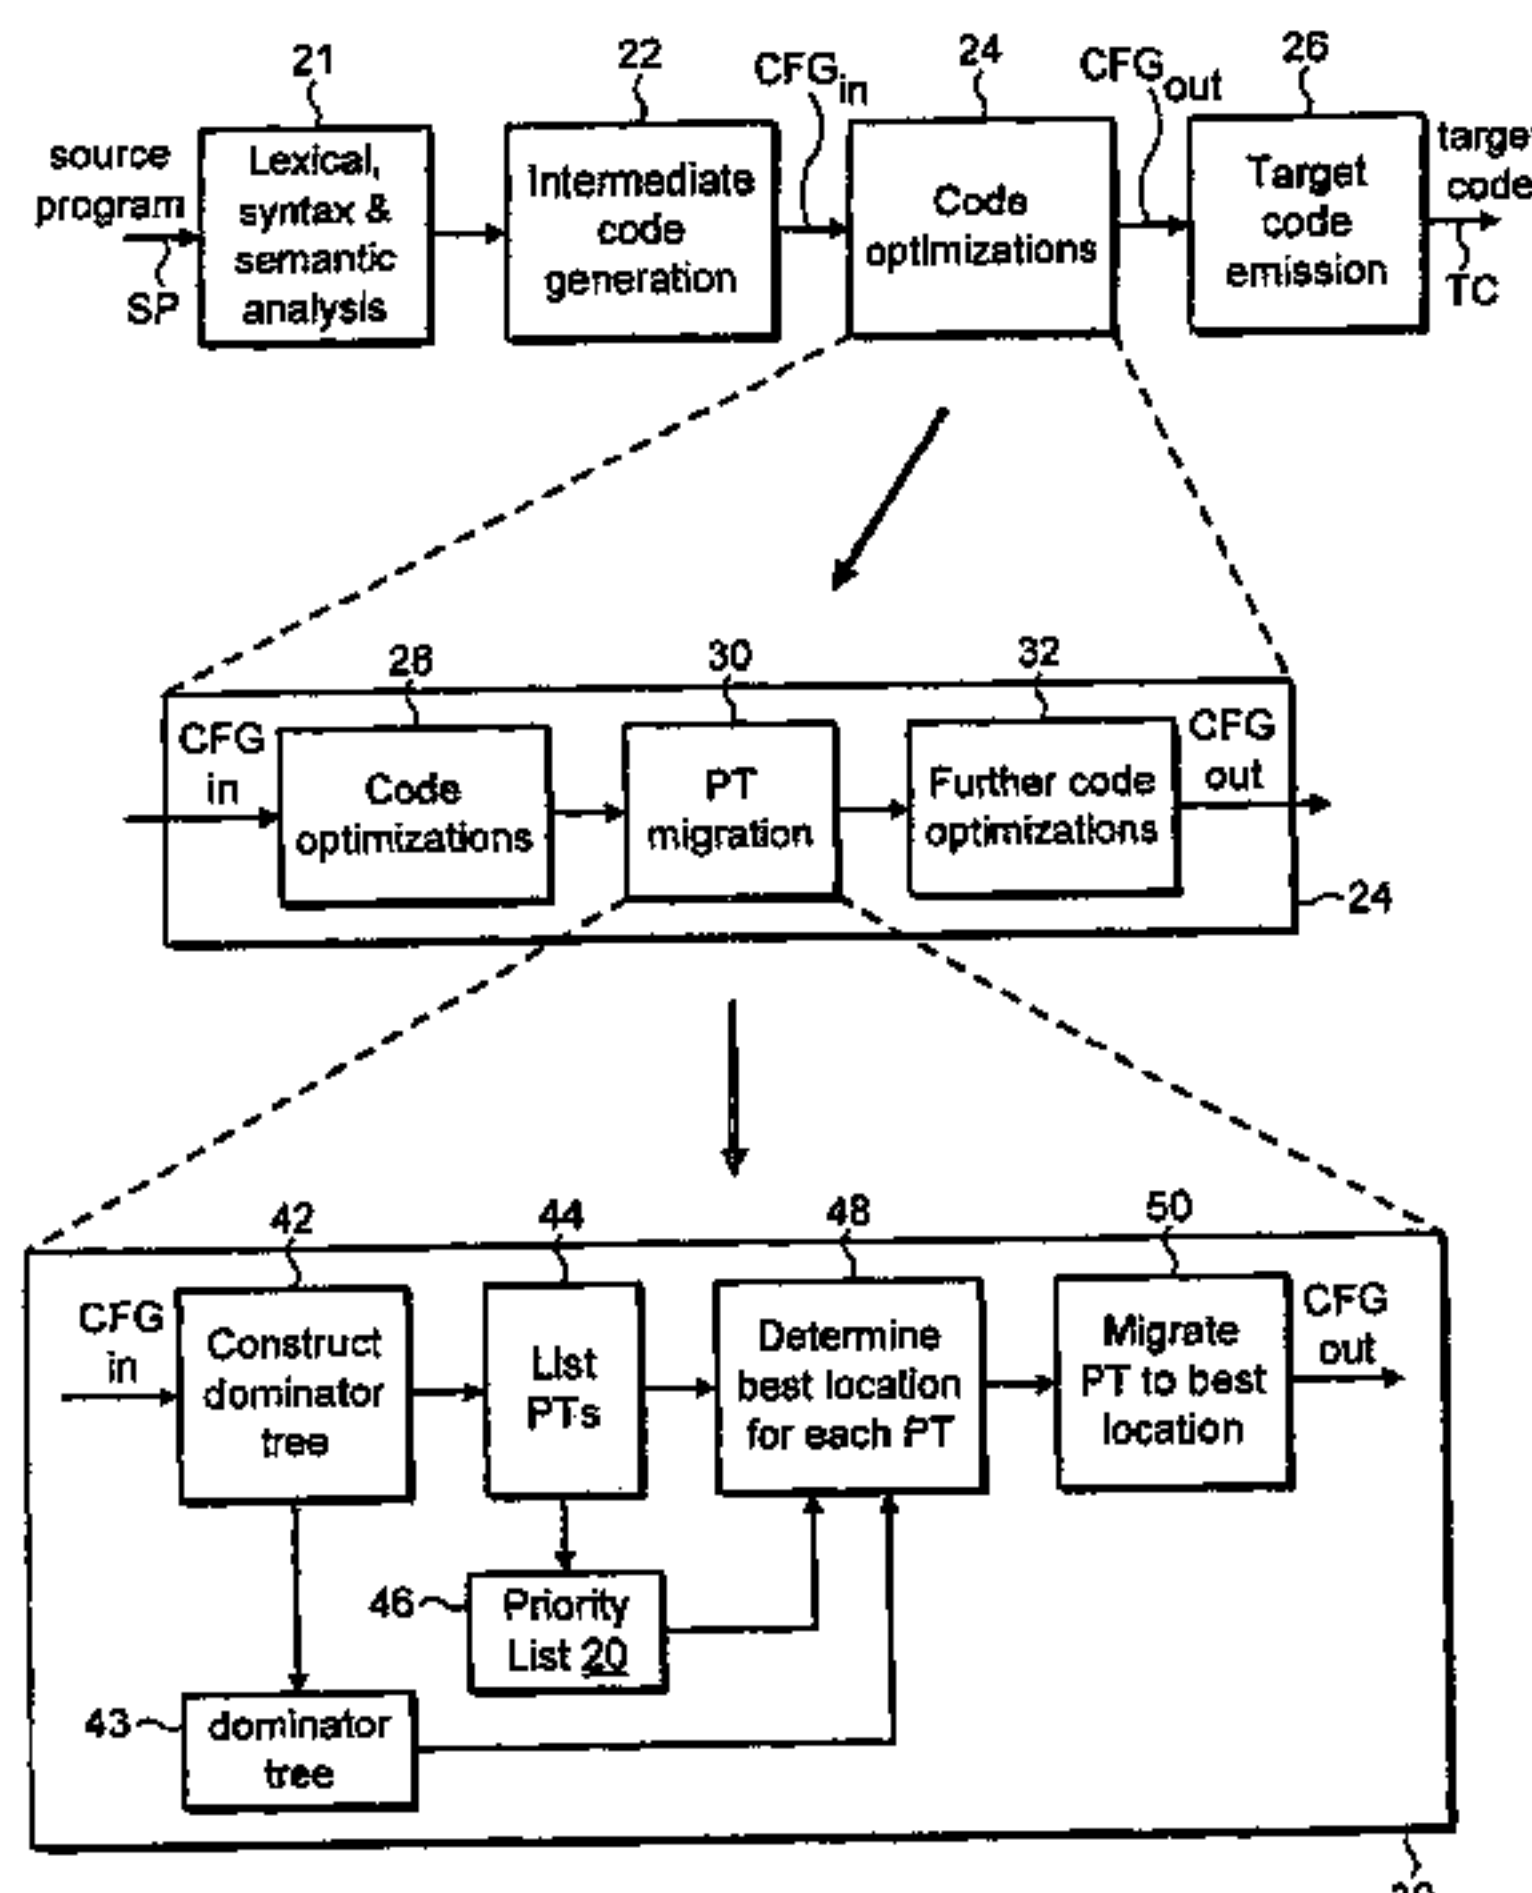 21
22
CFGin
24
CFGout
26
source
program
SP
Lexical,
syntax &
semantic
analysis
Intermediate
code
generation
Code
optimizations
Target
code
emission
target
code
TC
28
30
32
CFG
in
Code
optimizations
PT
migration
Further code
optimizations
CFG
out
24
42
44
48
50
CFG
in
Construct
dominator
tree
List
PTs
Determine
best location
for each PT
Migrate
PT to best
location
CFG
out
46
Priority
List 20
43
dominator
tree